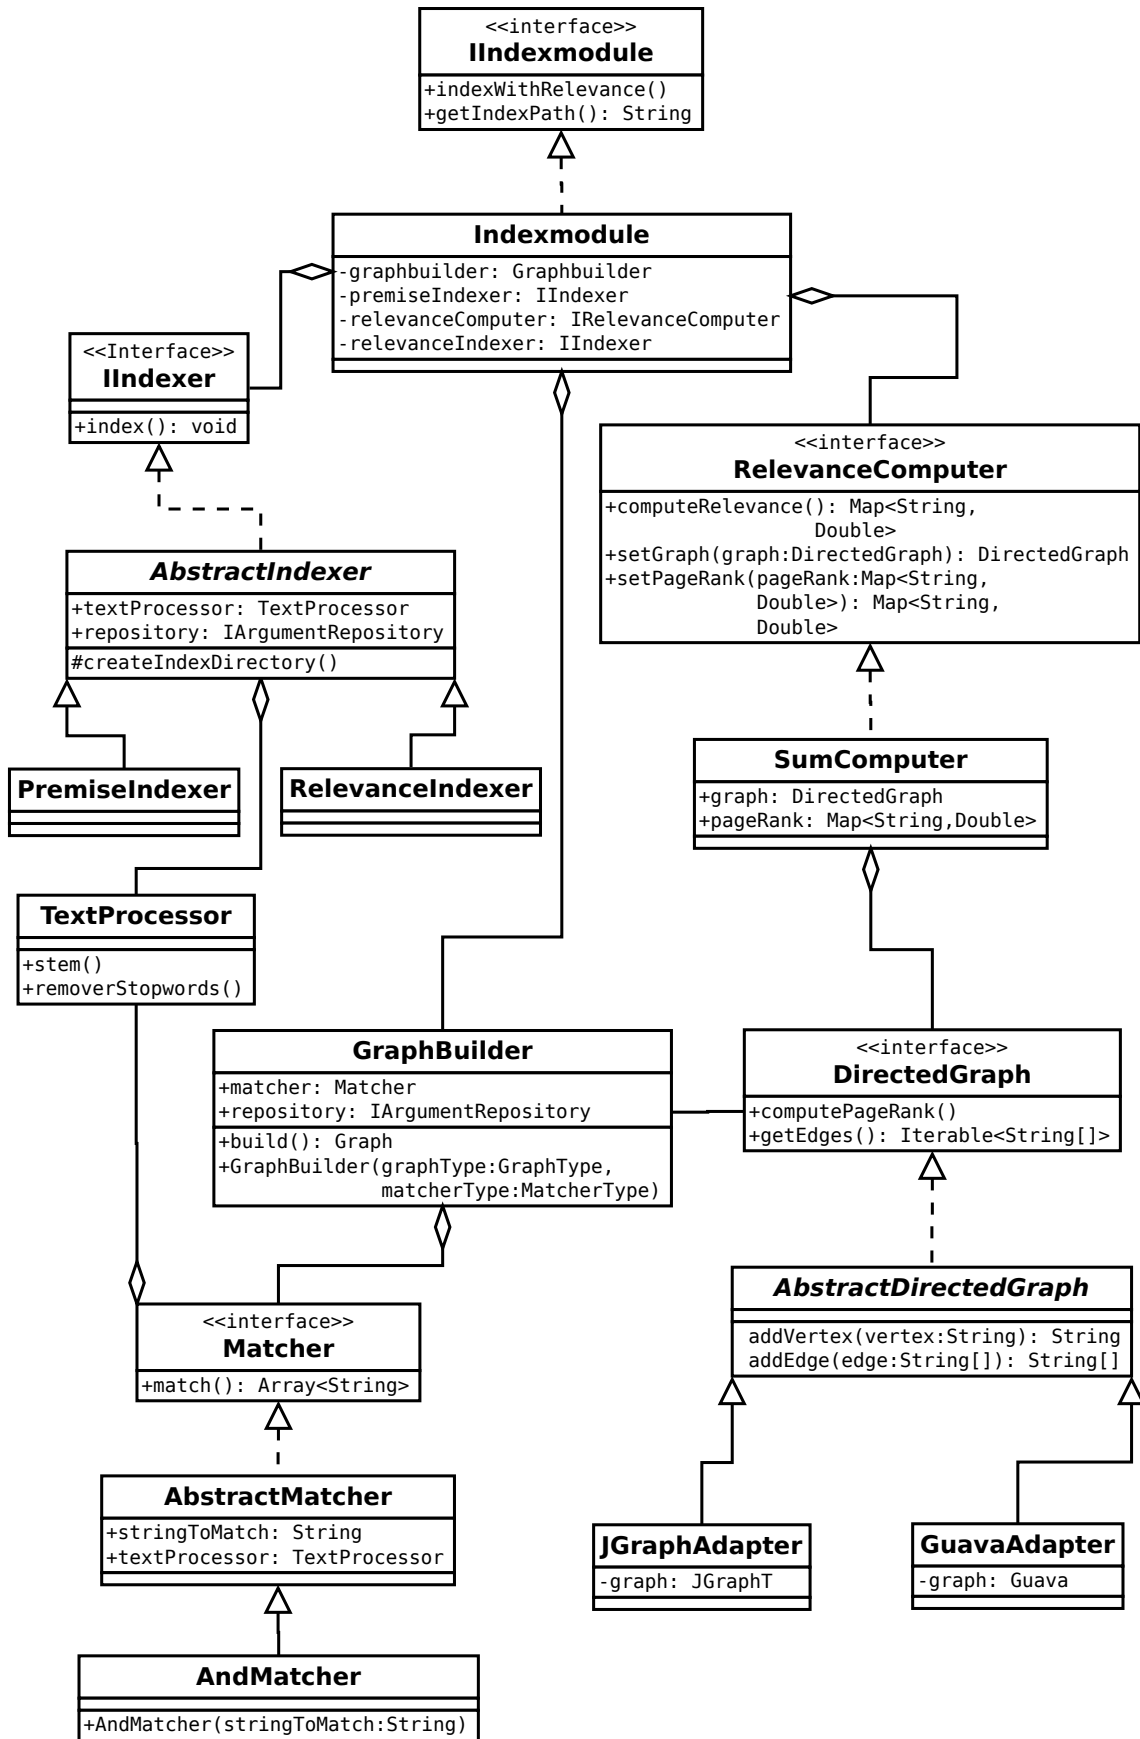 <<interface>>
IIndexmodule
+indexWithRelevance()
+getIndexPath(): String
Indexmodule
-graphbuilder: Graphbuilder
-premiseIndexer: IIndexer
-relevanceComputer: IRelevanceComputer
-relevanceIndexer: IIndexer
<<Interface>>
IIndexer
+index(): void
<<interface>>
RelevanceComputer
+computeRelevance(): Map<String,
Double>
+setGraph(graph:DirectedGraph): DirectedGraph
+setPageRank(pageRank:Map<String,
Double>): Map<String,
Double>
AbstractIndexer
+textProcessor: TextProcessor
+repository: IArgumentRepository
#createIndexDirectory()
PremiseIndexer
RelevanceIndexer
SumComputer
+graph: DirectedGraph
+pageRank: Map<String,Double>
TextProcessor
+stem()
+removerStopwords()
GraphBuilder
+matcher: Matcher
+repository: IArgumentRepository
+build(): Graph
+GraphBuilder(graphType:GraphType,
matcherType:MatcherType)
<<interface>>
DirectedGraph
+computePageRank()
+getEdges(): Iterable<String[]>
AbstractDirectedGraph
addVertex(vertex:String): String
addEdge(edge:String[]): String[]
<<interface>>
Matcher
+match(): Array<String>
AbstractMatcher
+stringToMatch: String
+textProcessor: TextProcessor
JGraphAdapter
-graph: JGraphT
GuavaAdapter
-graph: Guava
AndMatcher
+AndMatcher(stringToMatch:String)